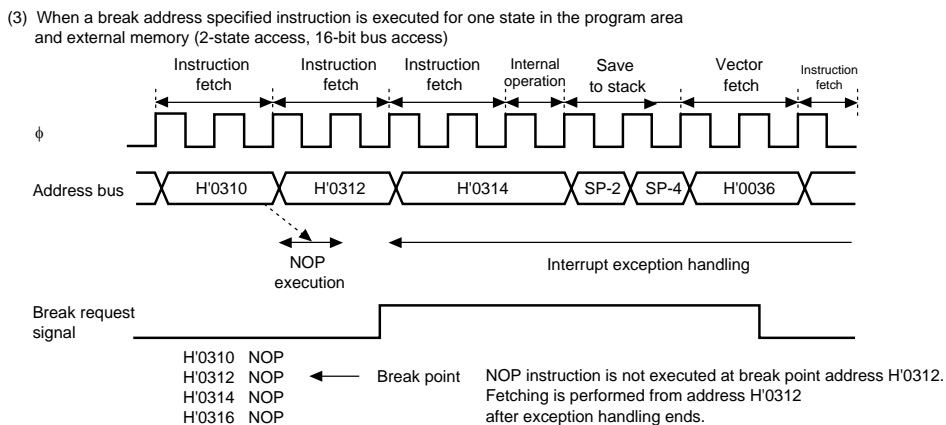 (3) When a break address specified instruction is executed for one state in the program area
and external memory (2-state access, 16-bit bus access)
Instruction fetch
Instruction fetch
Instruction fetch
Internal operation
Save to stack
Vector fetch
Instruction fetch
φ
Address bus
H'0310
H'0312
H'0314
SP-2
SP-4
H'0036
NOP execution
Interrupt exception handling
Break request signal
H'0310 NOP
H'0312 NOP
H'0314 NOP
H'0316 NOP
Break point
NOP instruction is not executed at break point address H'0312.
Fetching is performed from address H'0312
after exception handling ends.